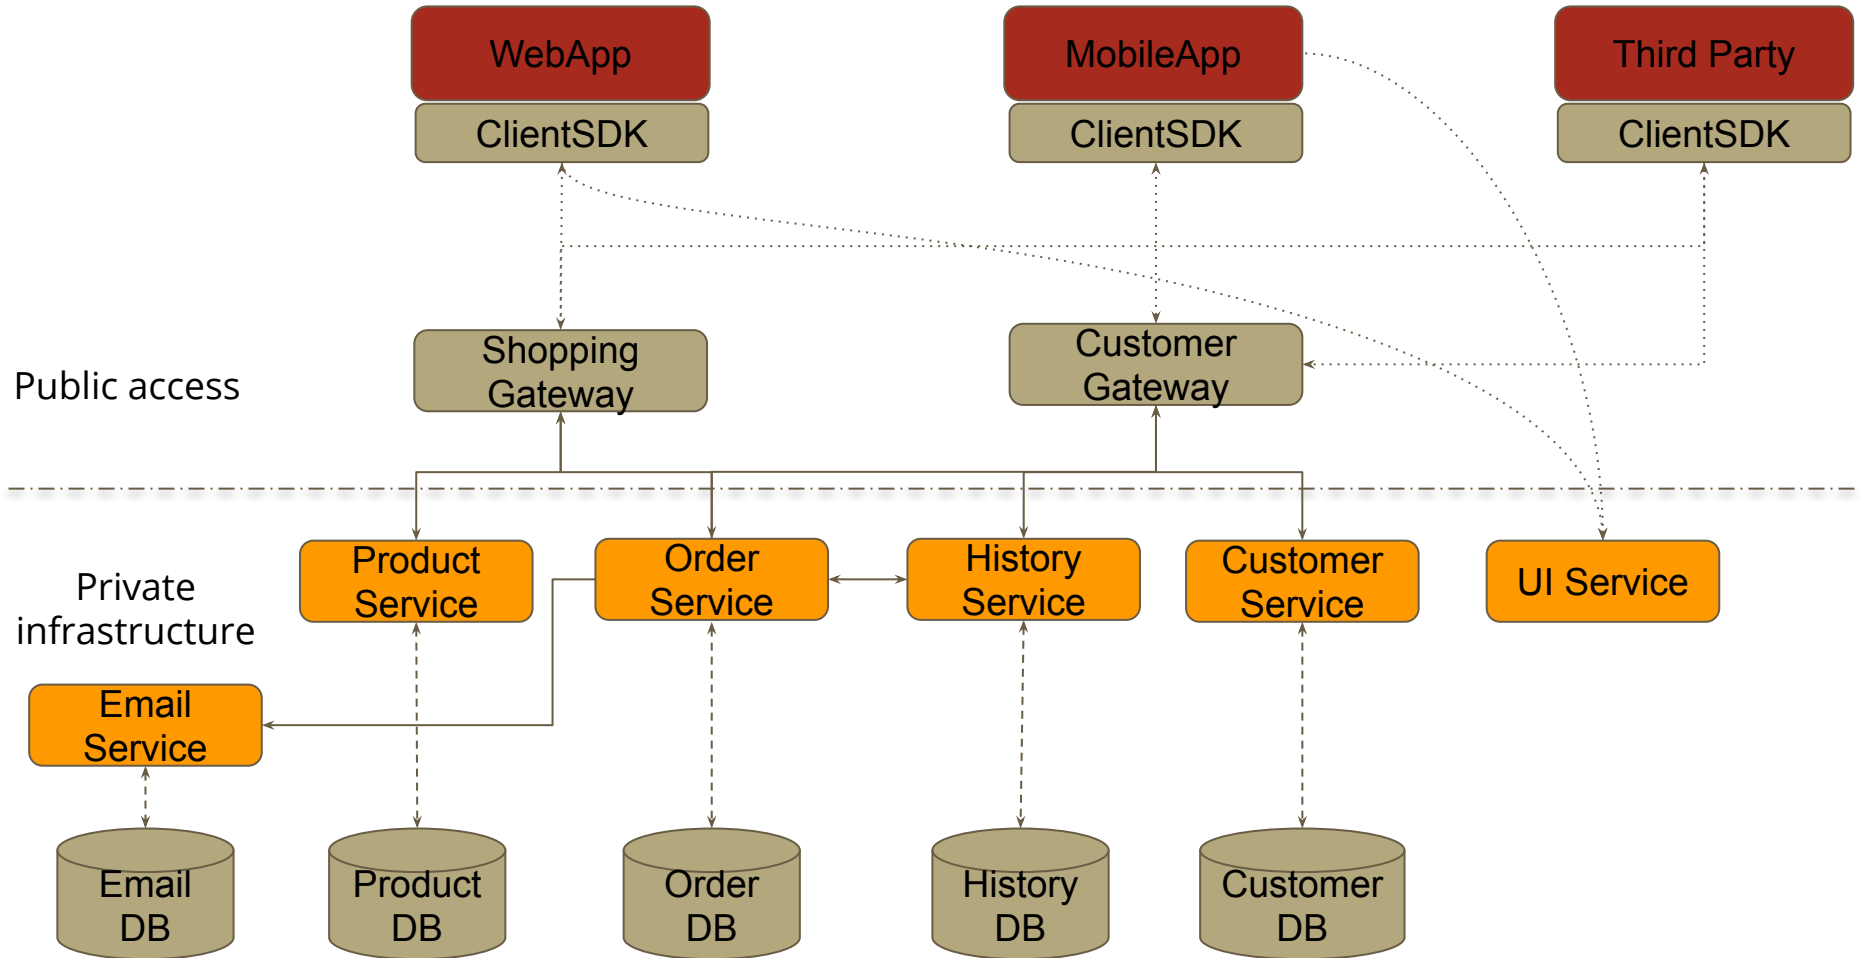 WebApp
MobileApp
Third Party
ClientSDK
ClientSDK
ClientSDK
Shopping
Gateway
Customer
Gateway
Public access
Product
Service
Order
Service
History
Service
Customer
Service
UI Service
Private
infrastructure
Email
Service
Email
DB
Product
DB
Order
DB
History
DB
Customer
DB